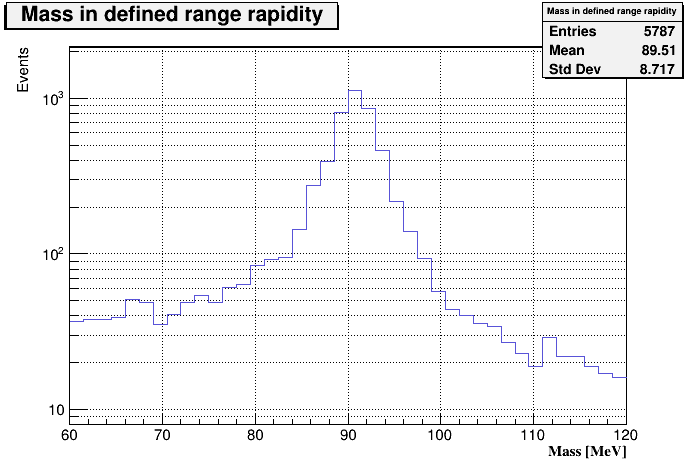 Mass in defined range rapidity
Mass in defined range rapidity
Entries 5787
Mean 89.51
Std Dev 8.717
Events
10³
10²
10
60 70 80 90 100 110 120
Mass [MeV]